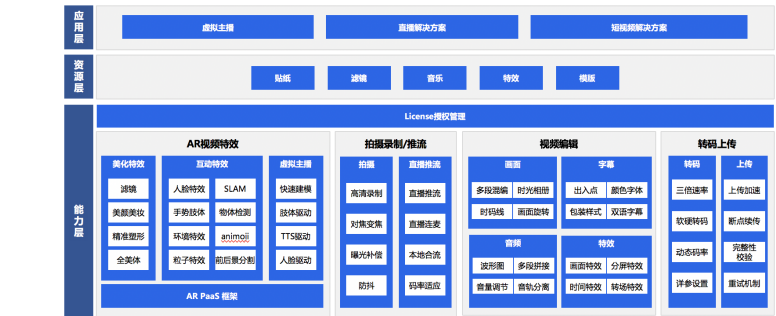 应用层
虚拟主播
直播解决方案
短视频解决方案
资源层
贴纸
滤镜
音乐
特效
模版
能力层
License授权管理
AR视频特效
美化特效
滤镜
美颜美妆
精准塑形
全美体
互动特效
人脸特效
SLAM
手势肢体
物体检测
环境特效
animoji
粒子特效
前后景分割
虚拟主播
快速建模
肢体驱动
TTS驱动
人脸驱动
AR PaaS 框架
拍摄录制/推流
拍摄
高清录制
对焦变焦
曝光补偿
防抖
直播推流
直播推流
直播连麦
本地合流
码率适应
视频编辑
画面
多段混编
时光相册
时码线
画面旋转
字幕
出入点
颜色字体
包装样式
双语字幕
音频
波形图
多段拼接
音量调节
音轨分离
特效
画面特效
分屏特效
时间特效
转场特效
转码上传
转码
三倍速率
软硬转码
动态码率
详参设置
上传
上传加速
断点续传
完整性
校验
重试机制